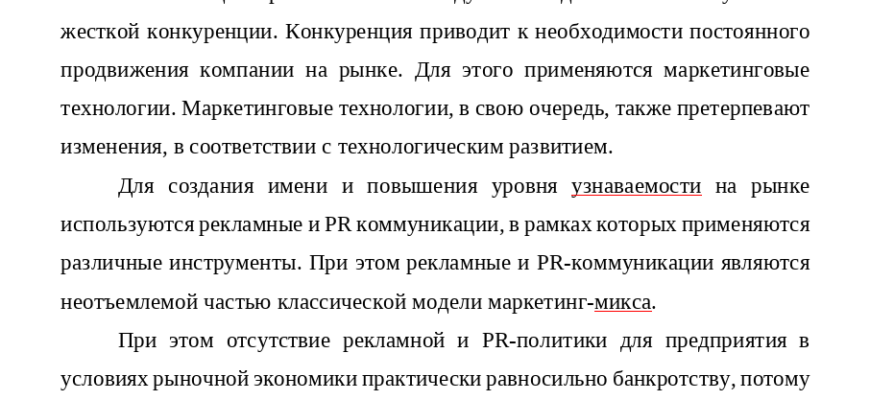 жесткой конкуренции. Конкуренция приводит к необходимости постоянного
продвижения компании на рынке. Для этого применяются маркетинговые
технологии. Маркетинговые технологии, в свою очередь, также претерпевают
изменения, в соответствии с технологическим развитием.
Для создания имени и повышения уровня узнаваемости на рынке
используются рекламные и PR коммуникации, в рамках которых применяются
различные инструменты. При этом рекламные и PR-коммуникации являются
неотъемлемой частью классической модели маркетинг-микса.
При этом отсутствие рекламной и PR-политики для предприятия в
условиях рыночной экономики практически равносильно банкротству, потому